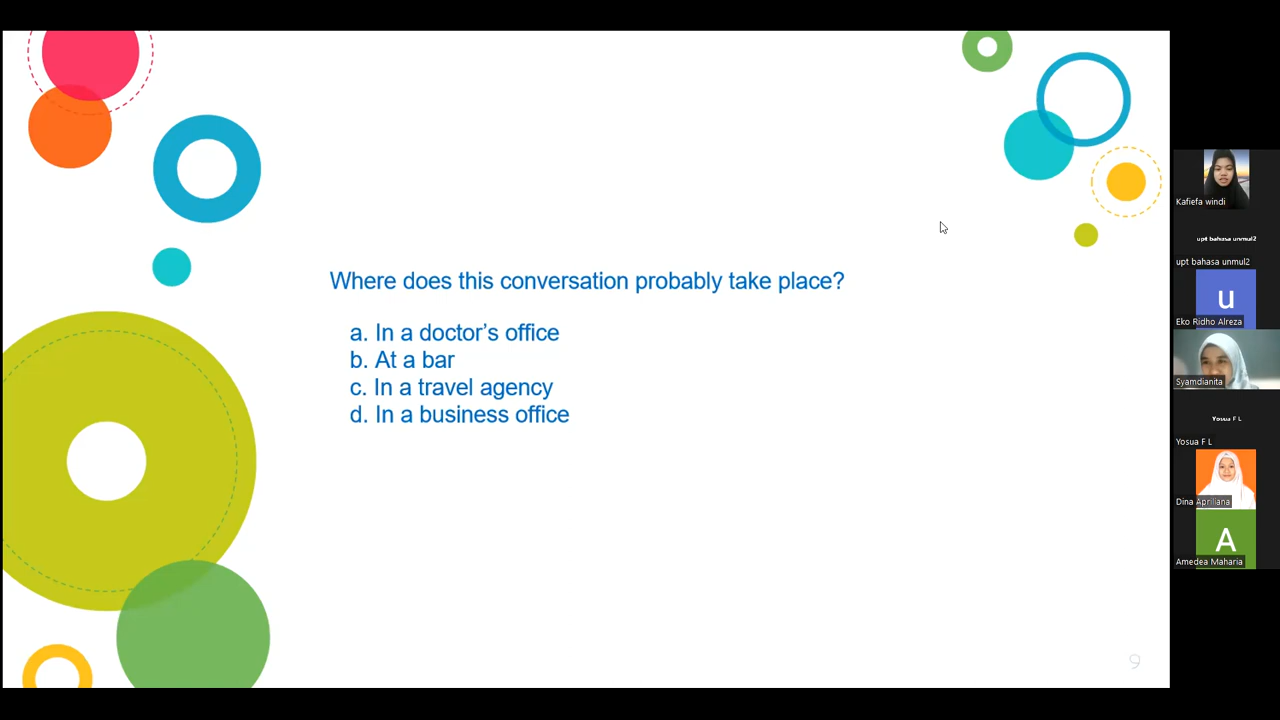 Where does this conversation probably take place?
a. In a doctor’s office
b. At a bar
c. In a travel agency
d. In a business office
9
Kafiefa windi
upt bahasa unmul2
upt bahasa unmul2
u
Eko Ridho Alreza
Syamdianita
Yosua F L
Yosua F L
Dina Apriliana
A
Amedea Maharia